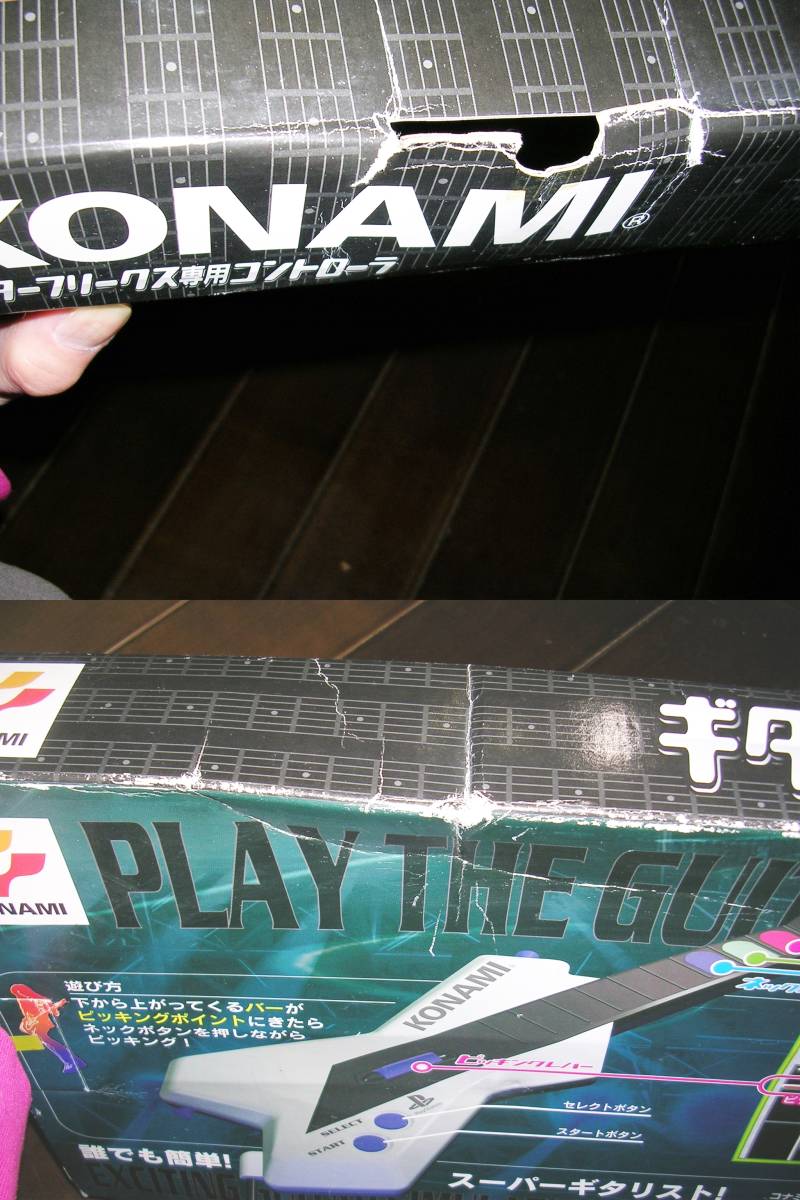 KONAMI®
ターフリークス専用コントローラ
ギタ
AMI
PLAY THE GUI
NAMI
KONAMI
遊び方
下から上がってくるバーが
ピッキングポイントにきたら
ネックボタンを押しながら
ピッキング!
ネック
ピッキングレバー
SELECT
START
セレクトボタン
スタートボタン
誰でも簡単!
スーパーギタリスト!
EXCITING